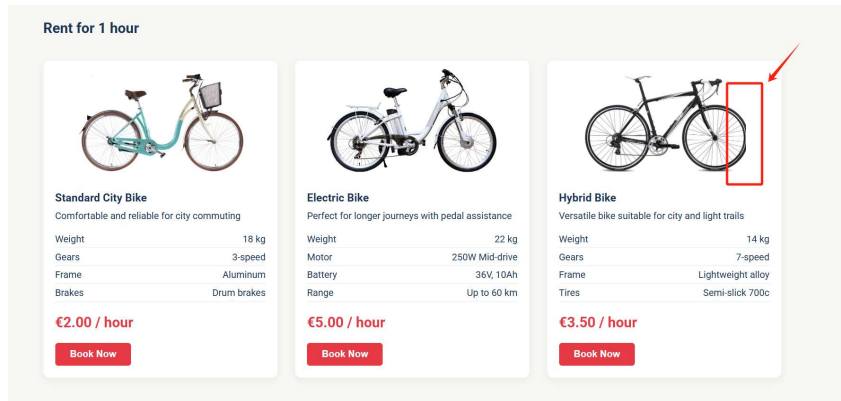 Rent for 1 hour
Standard City Bike
Comfortable and reliable for city commuting
Weight 18 kg
Gears 3-speed
Frame Aluminum
Brakes Drum brakes
€2.00 / hour
Book Now
Electric Bike
Perfect for longer journeys with pedal assistance
Weight 22 kg
Motor 250W Mid-drive
Battery 36V, 10Ah
Range Up to 60 km
€5.00 / hour
Book Now
Hybrid Bike
Versatile bike suitable for city and light trails
Weight 14 kg
Gears 7-speed
Frame Lightweight alloy
Tires Semi-slick 700c
€3.50 / hour
Book Now